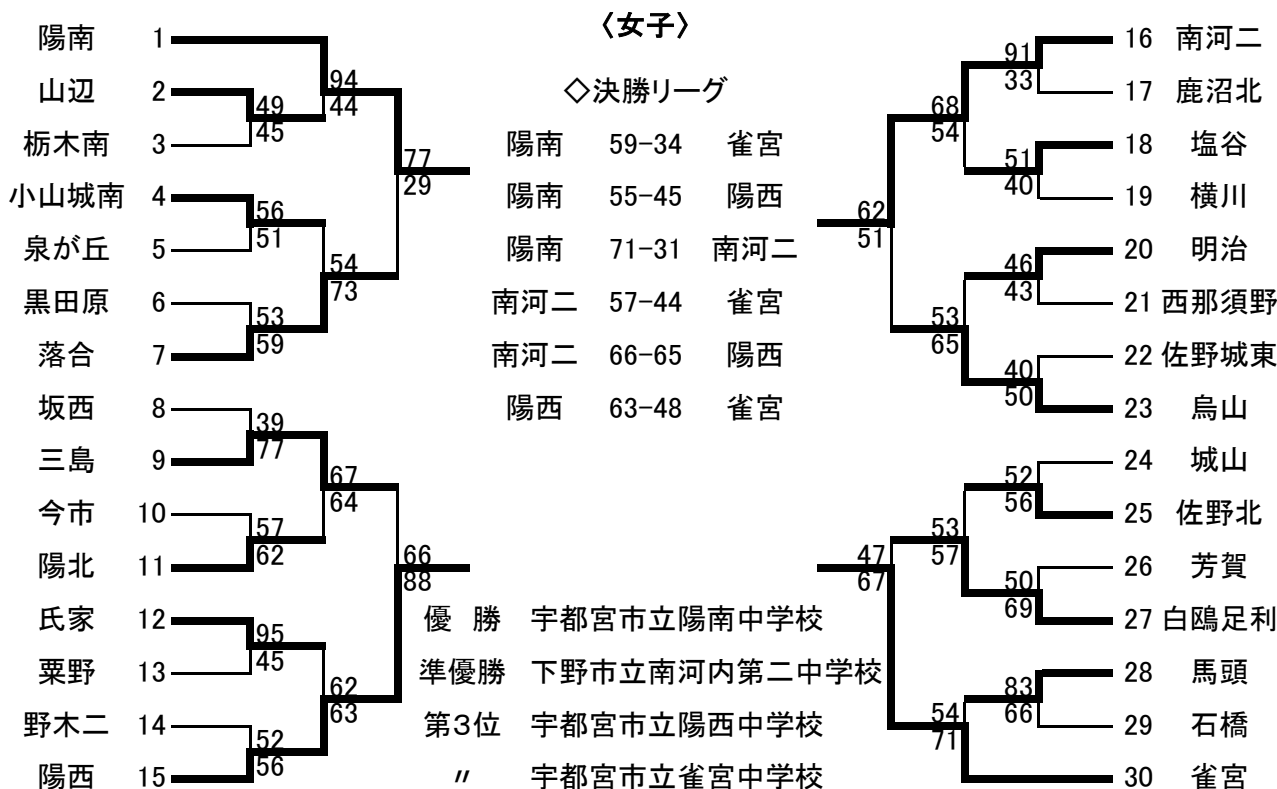 〈女子〉
陽南 1
山辺 2
栃木南 3
小山城南 4
泉が丘 5
黒田原 6
落合 7
坂西 8
三島 9
今市 10
陽北 11
氏家 12
粟野 13
野木二 14
陽西 15
49
45
56
51
53
59
39
77
57
62
95
45
52
56
94
44
54
73
67
64
62
63
77
29
66
88
◇決勝リーグ
陽南 59-34 雀宮
陽南 55-45 陽西
陽南 71-31 南河二
南河二 57-44 雀宮
南河二 66-65 陽西
陽西 63-48 雀宮
優 勝 宇都宮市立陽南中学校
準優勝 下野市立南河内第二中学校
第3位 宇都宮市立陽西中学校
〃 宇都宮市立雀宮中学校
62
51
47
67
68
54
53
65
53
57
54
71
91
33
51
40
46
43
40
50
52
56
50
69
83
66
16 南河二
17 鹿沼北
18 塩谷
19 横川
20 明治
21 西那須野
22 佐野城東
23 烏山
24 城山
25 佐野北
26 芳賀
27 白鴎足利
28 馬頭
29 石橋
30 雀宮